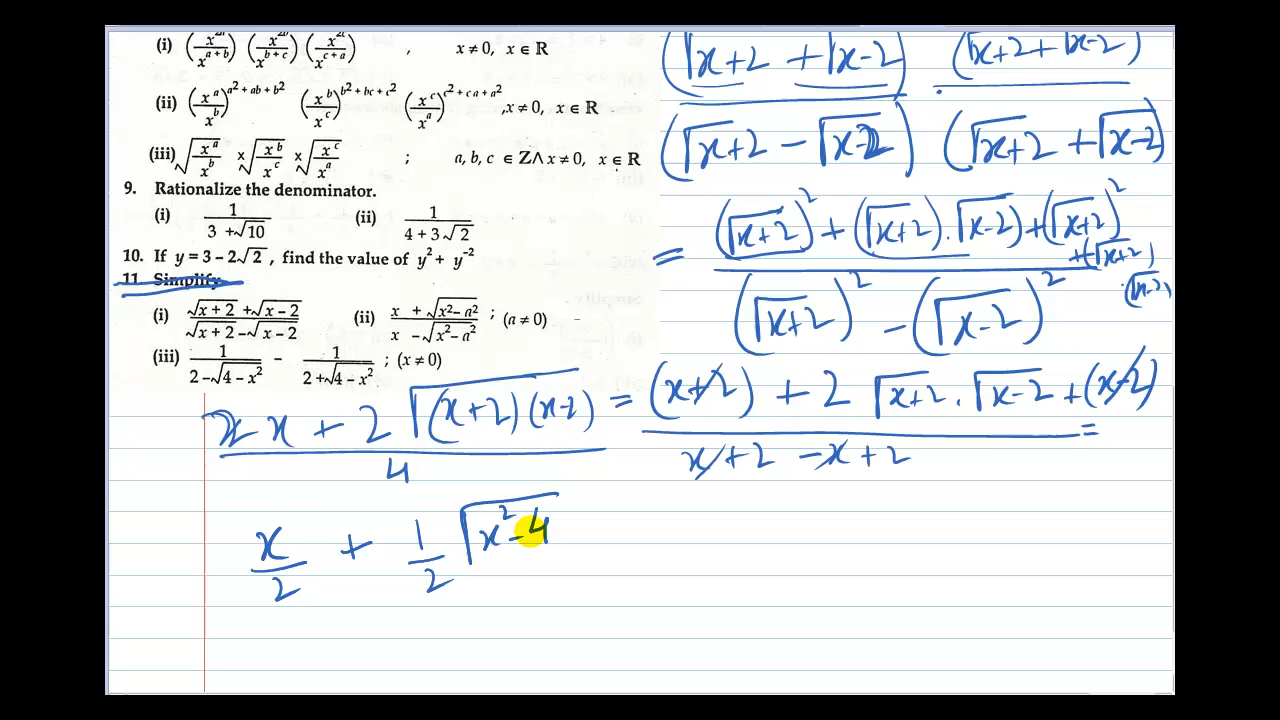 (i) (x^{2a}/x^{a+b}) (x^{2b}/x^{b+c}) (x^{2c}/x^{c+a}) , x ≠ 0, x ∈ R
(ii) (x^a/x^b)^{a²+ab+b²} (x^b/x^c)^{b²+bc+c²} (x^c/x^a)^{c²+ca+a²} ,x ≠ 0, x ∈ R
(iii) √(x^a/x^b) × √(x^b/x^c) × √(x^c/x^a) ; a, b, c ∈ Z∧ x ≠ 0, x ∈ R
9. Rationalize the denominator.
(i) 1/(3 +√10) (ii) 1/(4 + 3√2)
10. If y = 3 – 2√2 , find the value of y² + y⁻²
11. Simplify
(i) (√(x + 2) + √(x – 2))/(√(x + 2) – √(x – 2)) (ii) (x + √(x² – a²))/(x – √(x² – a²)) ; (a ≠ 0)
(iii) 1/(2 – √(4 – x²)) – 1/(2 + √(4 – x²)) ; (x ≠ 0)
(√x+2 + √x-2) (√x+2 + √x-2)
(√x+2 - √x-2) (√x+2 + √x-2)
= (√x+2)² + (√x+2) . √x-2) + (√x+2)²
+(√x+2)
(√x-2)
(√x+2)² - (√x-2)²
= (x+2) + 2 √x+2 . √x-2 + (x-2)
x+2 - x+2 =
2 x + 2 √(x+2)(x-2)
4
x/2 + 1/2 √x²-4